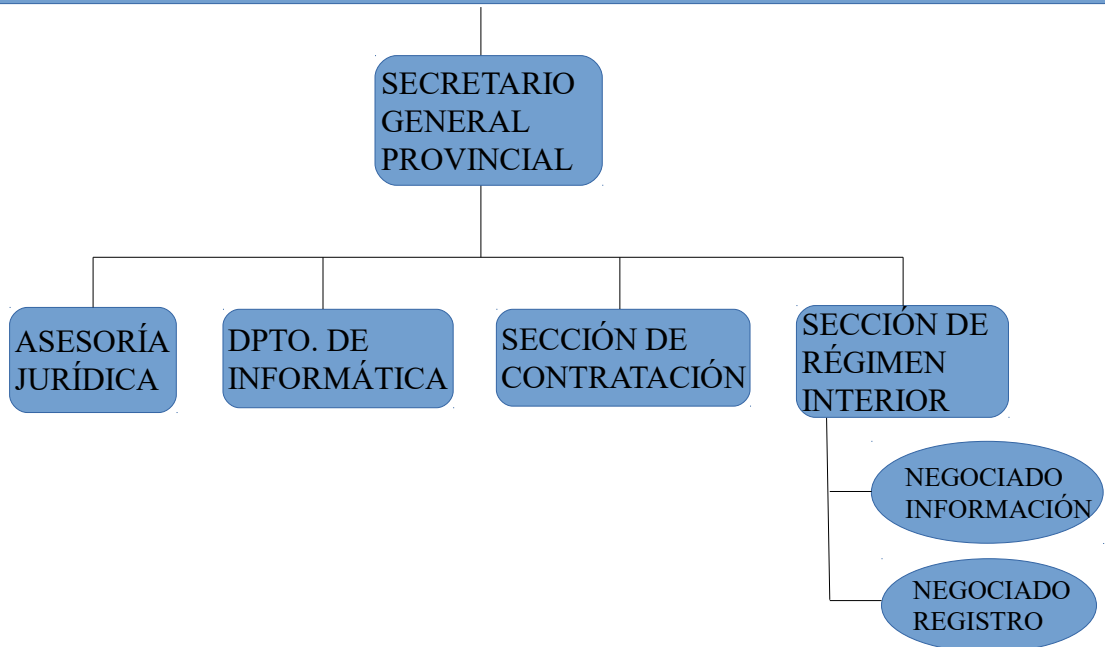 SECRETARIO
GENERAL
PROVINCIAL
ASESORÍA
JURÍDICA
DPTO. DE
INFORMÁTICA
SECCIÓN DE
CONTRATACIÓN
SECCIÓN DE
RÉGIMEN
INTERIOR
NEGOCIADO
INFORMACIÓN
NEGOCIADO
REGISTRO